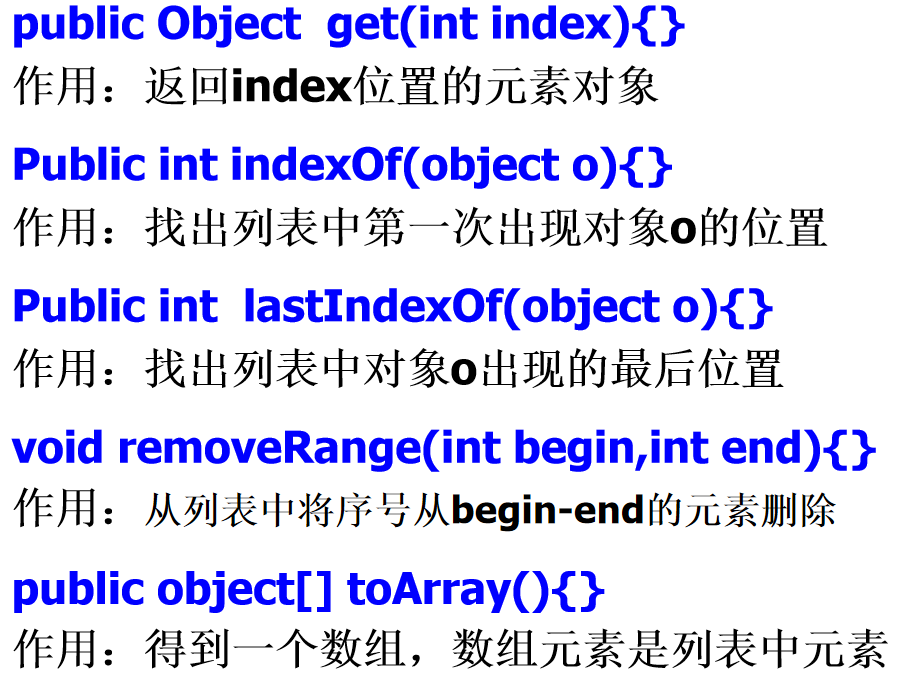 public Object  get(int index){}
作用：返回index位置的元素对象
Public int indexOf(object o){}
作用：找出列表中第一次出现对象o的位置
Public int  lastIndexOf(object o){}
作用：找出列表中对象o出现的最后位置
void removeRange(int begin,int end){}
作用：从列表中将序号从begin-end的元素删除
public object[] toArray(){}
作用：得到一个数组，数组元素是列表中元素